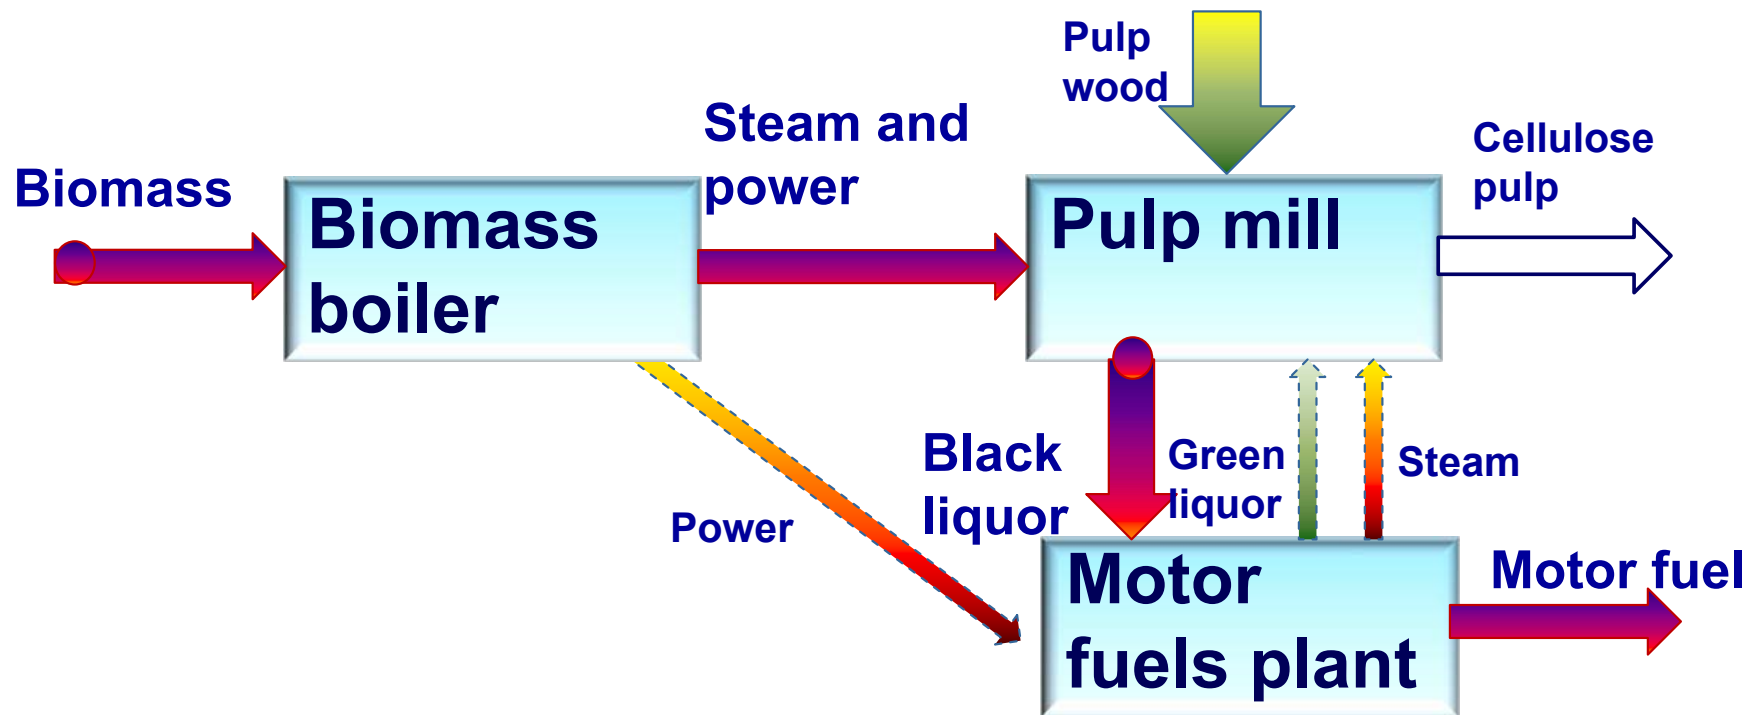 Pulp
wood
Steam and
power
Cellulose
pulp
Biomass
Biomass
boiler
Pulp mill
Black
liquor
Green
liquor
Steam
Power
Motor
fuels plant
Motor fuel